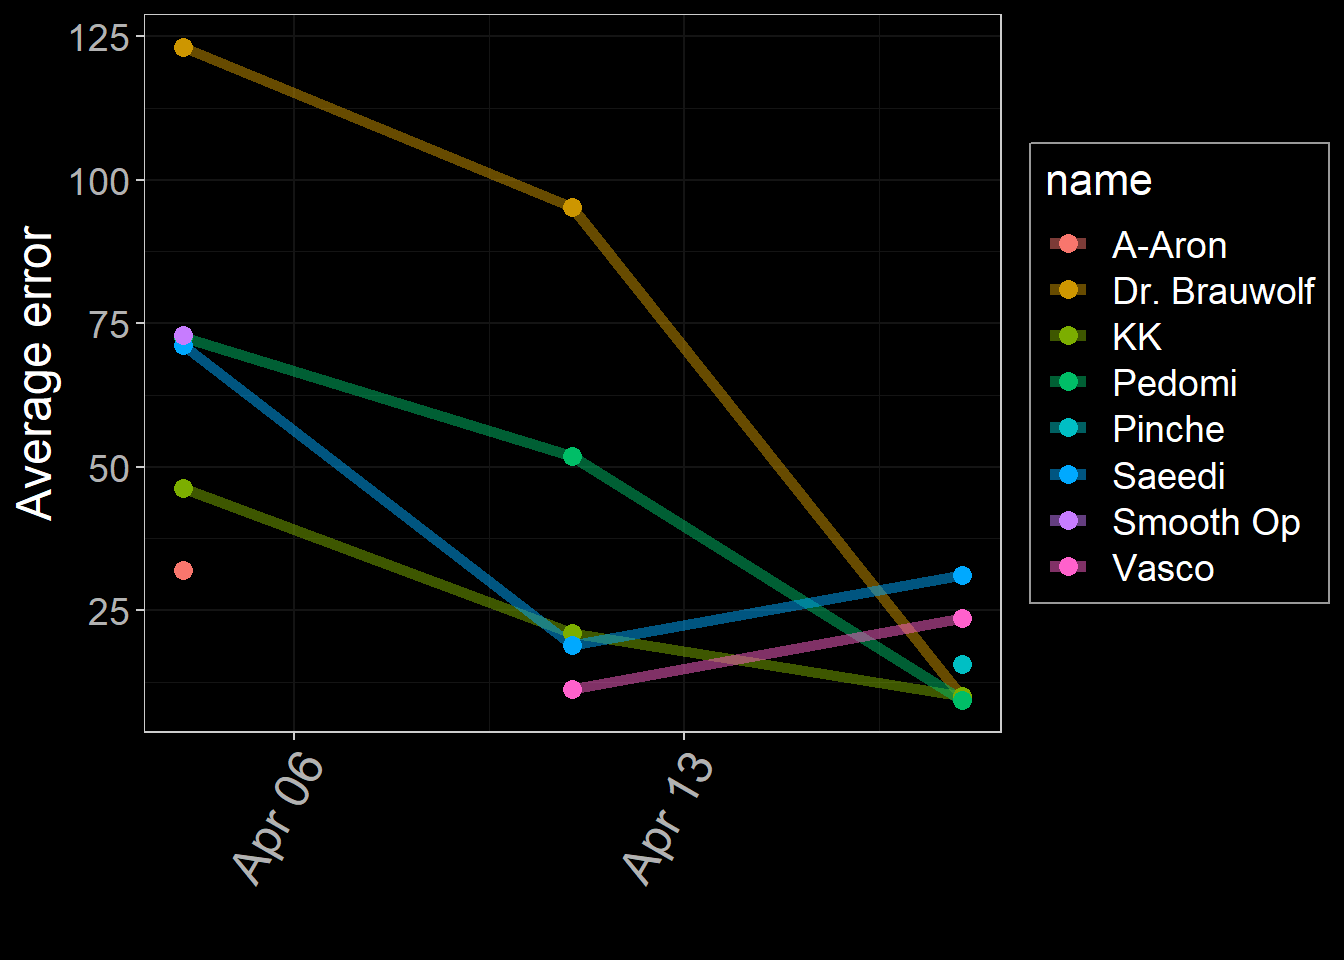 125
100
75
50
25
Average error
Apr 06
Apr 13
name
A-Aron
Dr. Brauwolf
KK
Pedomi
Pinche
Saeedi
Smooth Op
Vasco